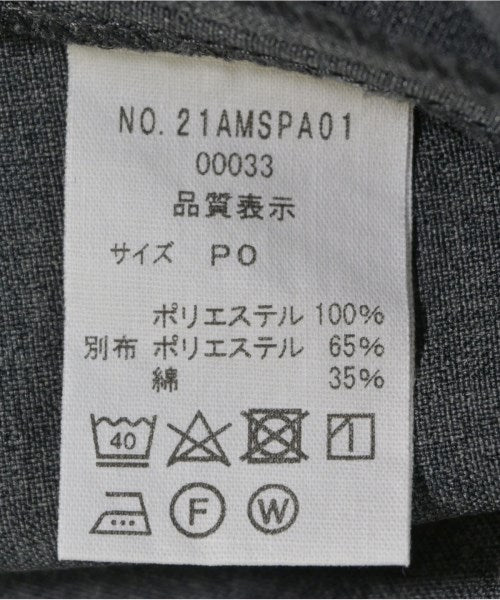 NO. 21AMSPA01
00033
品質表示
サイズ PO
ポリエステル 100%
別布 ポリエステル 65%
綿 35%
40
F W